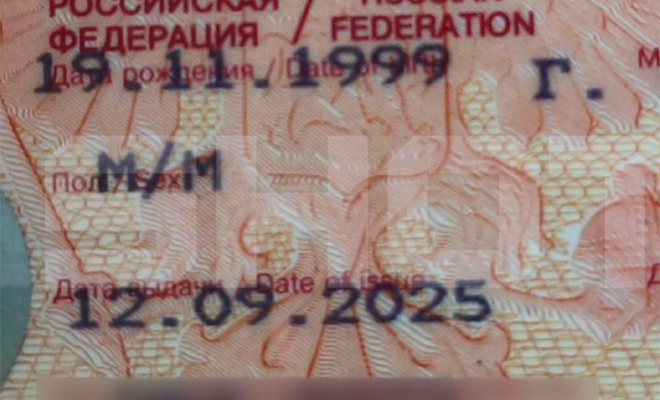 РОССИЙСКАЯ / RUSSIAN
ФЕДЕРАЦИЯ / FEDERATION
Дата рождения / Date of birth
19.11.1999 г.
М
Пол / Sex
М/M
Дата выдачи / Date of issue
12.09.2025